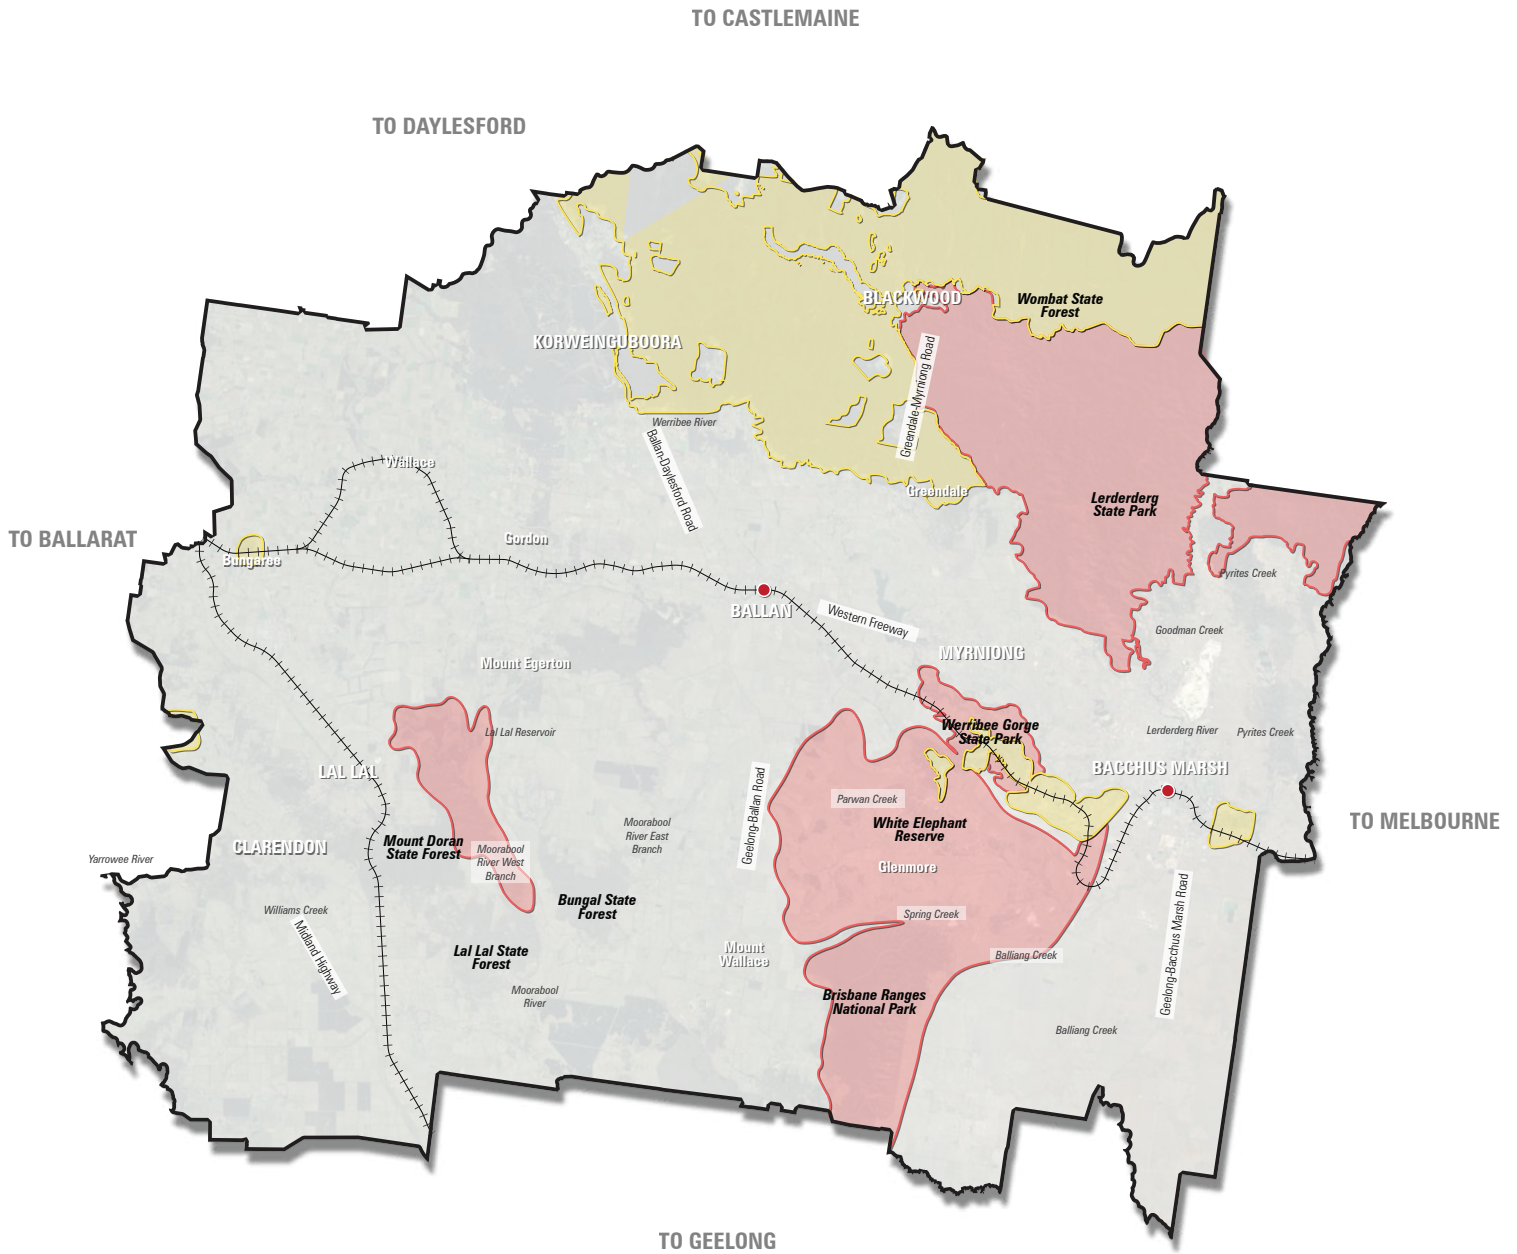 TO CASTLEMAINE
TO DAYLESFORD
BLACKWOOD
Wombat State
Forest
KORWEINGUBOORA
Greendale-Myrniong Road
Werribee River
Ballan-Daylesford Road
Wallace
Greendale
Lerderderg
State Park
TO BALLARAT
Gordon
Bungaree
Pyrites Creek
BALLAN
Western Freeway
Goodman Creek
MYRNIONG
Mount Egerton
Lal Lal Reservoir
Werribee Gorge
State Park
Lerderderg River
Pyrites Creek
LAL LAL
BACCHUS MARSH
Geelong-Ballan Road
Parwan Creek
TO MELBOURNE
White Elephant
Reserve
Moorabool
River East
Branch
Mount Doran
State Forest
CLARENDON
Moorabool
River West
Branch
Yarrowee River
Glenmore
Bungal State
Forest
Williams Creek
Spring Creek
Midland Highway
Geelong-Bacchus Marsh Road
Lal Lal State
Forest
Mount
Wallace
Balliang Creek
Moorabool
River
Brisbane Ranges
National Park
Balliang Creek
TO GEELONG